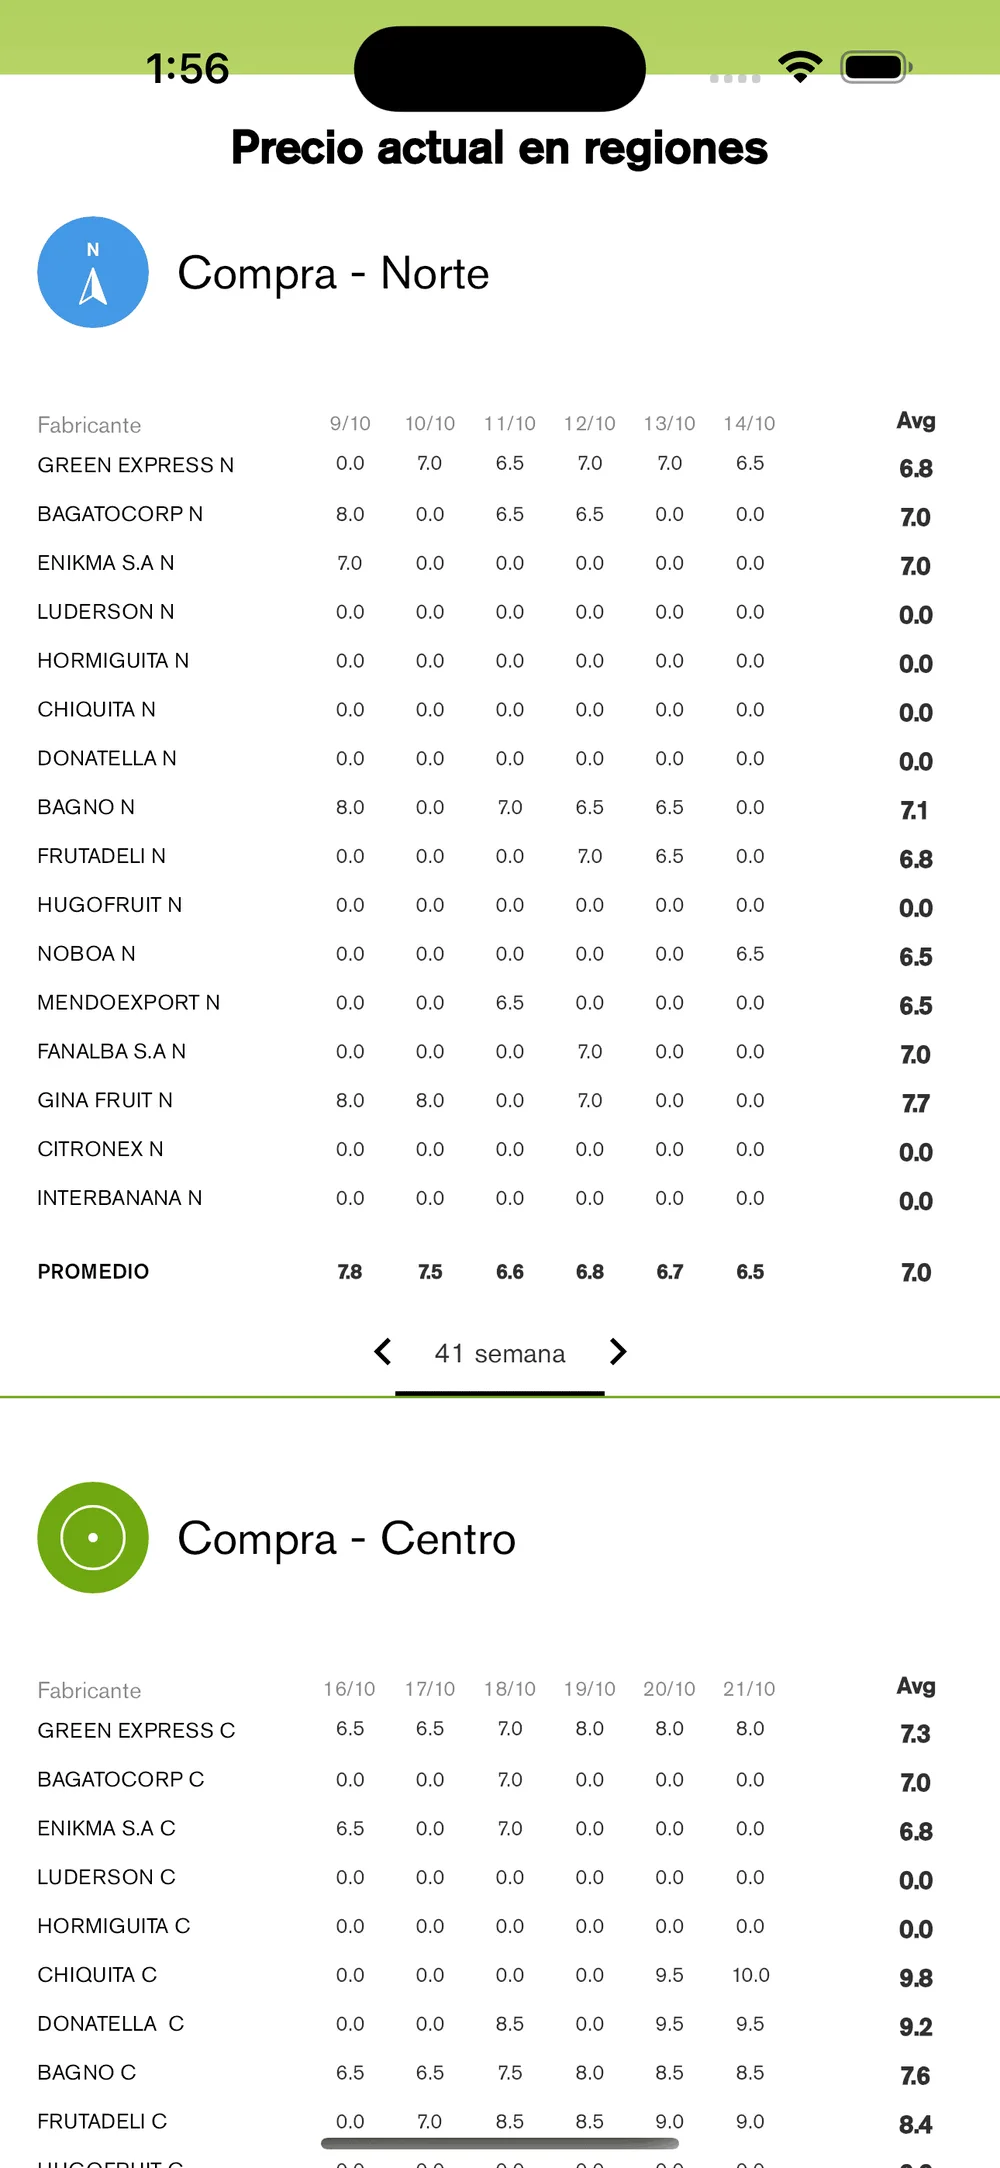 1:56
Precio actual en regiones
N
Compra - Norte
Fabricante 9/10 10/10 11/10 12/10 13/10 14/10 Avg
GREEN EXPRESS N 0.0 7.0 6.5 7.0 7.0 6.5 6.8
BAGATOCORP N 8.0 0.0 6.5 6.5 0.0 0.0 7.0
ENIKMA S.A N 7.0 0.0 0.0 0.0 0.0 0.0 7.0
LUDERSON N 0.0 0.0 0.0 0.0 0.0 0.0 0.0
HORMIGUITA N 0.0 0.0 0.0 0.0 0.0 0.0 0.0
CHIQUITA N 0.0 0.0 0.0 0.0 0.0 0.0 0.0
DONATELLA N 0.0 0.0 0.0 0.0 0.0 0.0 0.0
BAGNO N 8.0 0.0 7.0 6.5 6.5 0.0 7.1
FRUTADELI N 0.0 0.0 0.0 7.0 6.5 0.0 6.8
HUGOFRUIT N 0.0 0.0 0.0 0.0 0.0 0.0 0.0
NOBOA N 0.0 0.0 0.0 0.0 0.0 6.5 6.5
MENDOEXPORT N 0.0 0.0 6.5 0.0 0.0 0.0 6.5
FANALBA S.A N 0.0 0.0 0.0 7.0 0.0 0.0 7.0
GINA FRUIT N 8.0 8.0 0.0 7.0 0.0 0.0 7.7
CITRONEX N 0.0 0.0 0.0 0.0 0.0 0.0 0.0
INTERBANANA N 0.0 0.0 0.0 0.0 0.0 0.0 0.0
PROMEDIO 7.8 7.5 6.6 6.8 6.7 6.5 7.0
41 semana
Compra - Centro
Fabricante 16/10 17/10 18/10 19/10 20/10 21/10 Avg
GREEN EXPRESS C 6.5 6.5 7.0 8.0 8.0 8.0 7.3
BAGATOCORP C 0.0 0.0 7.0 0.0 0.0 0.0 7.0
ENIKMA S.A C 6.5 0.0 7.0 0.0 0.0 0.0 6.8
LUDERSON C 0.0 0.0 0.0 0.0 0.0 0.0 0.0
HORMIGUITA C 0.0 0.0 0.0 0.0 0.0 0.0 0.0
CHIQUITA C 0.0 0.0 0.0 0.0 9.5 10.0 9.8
DONATELLA C 0.0 0.0 8.5 0.0 9.5 9.5 9.2
BAGNO C 6.5 6.5 7.5 8.0 8.5 8.5 7.6
FRUTADELI C 0.0 7.0 8.5 8.5 9.0 9.0 8.4